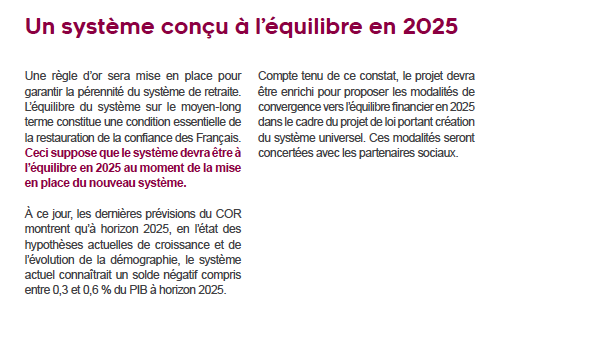 Un système conçu à l’équilibre en 2025
Une règle d’or sera mise en place pour
garantir la pérennité du système de retraite.
L’équilibre du système sur le moyen-long
terme constitue une condition essentielle de
la restauration de la confiance des Français.
Ceci suppose que le système devra être à
l’équilibre en 2025 au moment de la mise
en place du nouveau système.
À ce jour, les dernières prévisions du COR
montrent qu’à horizon 2025, en l’état des
hypothèses actuelles de croissance et de
l’évolution de la démographie, le système
actuel connaîtrait un solde négatif compris
entre 0,3 et 0,6 % du PIB à horizon 2025.
Compte tenu de ce constat, le projet devra
être enrichi pour proposer les modalités de
convergence vers l’équilibre financier en 2025
dans le cadre du projet de loi portant création
du système universel. Ces modalités seront
concertées avec les partenaires sociaux.